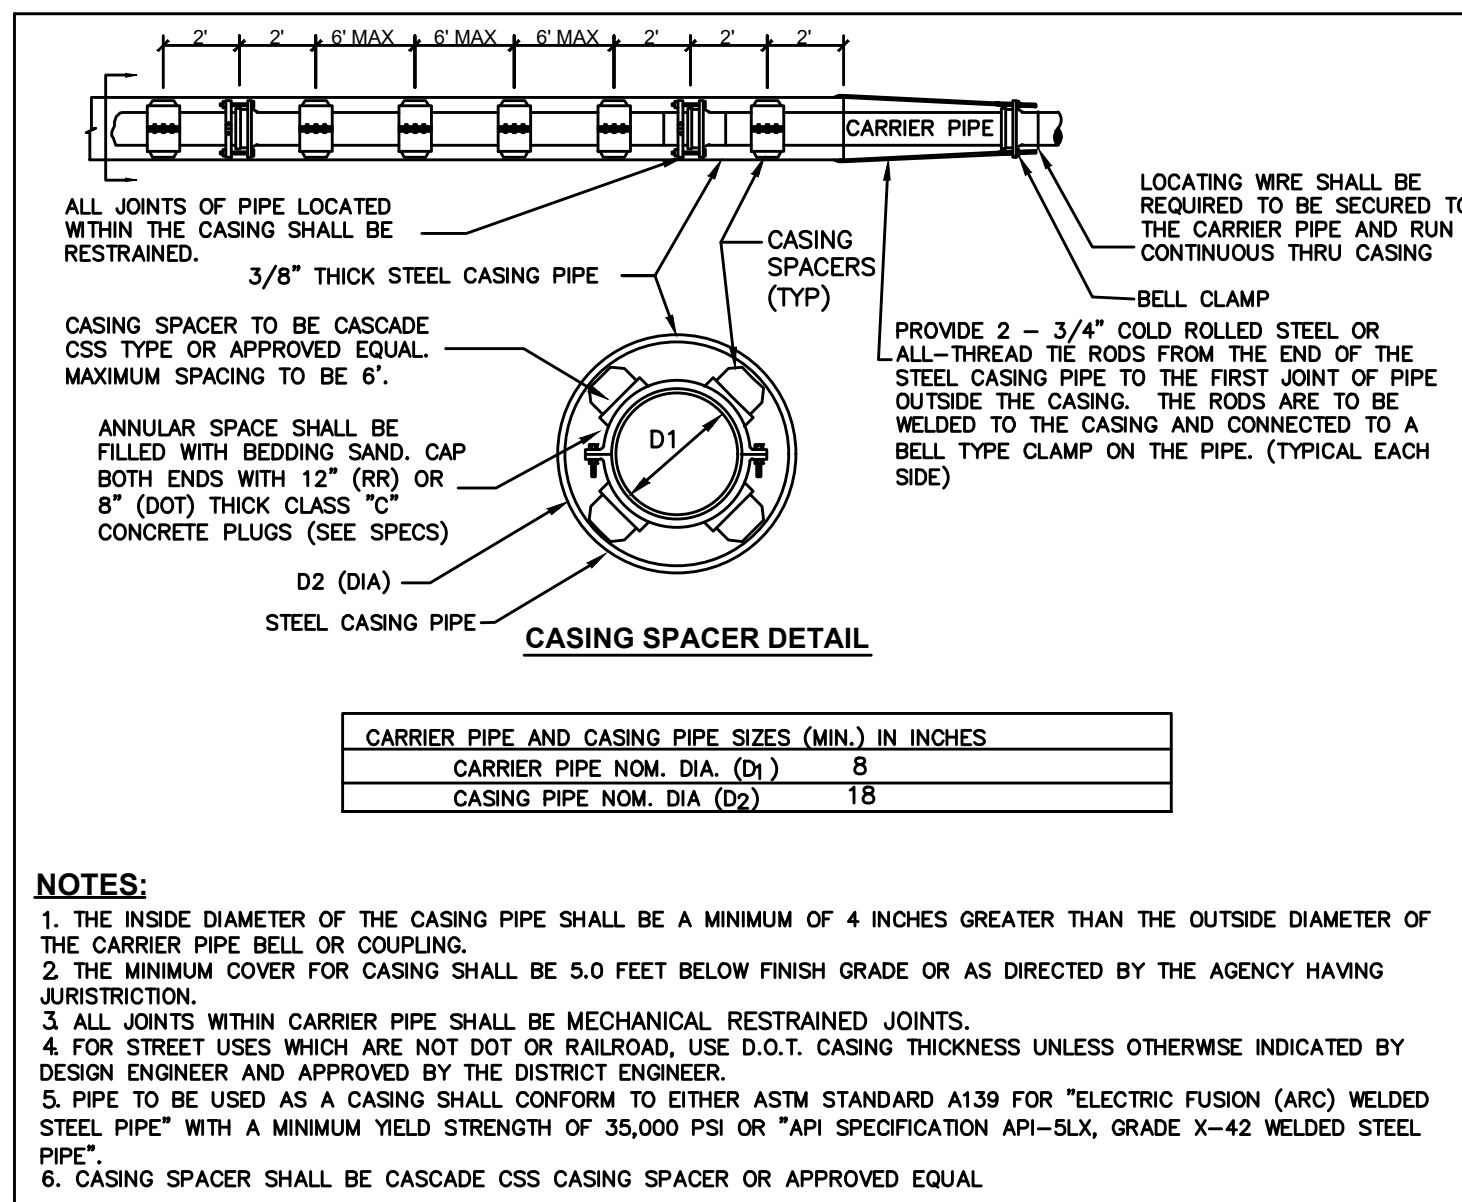 2' 2' 6' MAX 6' MAX 6' MAX 2' 2' 2'
CARRIER PIPE
ALL JOINTS OF PIPE LOCATED
WITHIN THE CASING SHALL BE
RESTRAINED.
3/8" THICK STEEL CASING PIPE
CASING
SPACERS
(TYP)
LOCATING WIRE SHALL BE
REQUIRED TO BE SECURED TO
THE CARRIER PIPE AND RUN
CONTINUOUS THRU CASING
BELL CLAMP
CASING SPACER TO BE CASCADE
CSS TYPE OR APPROVED EQUAL.
MAXIMUM SPACING TO BE 6'.
PROVIDE 2 – 3/4" COLD ROLLED STEEL OR
ALL–THREAD TIE RODS FROM THE END OF THE
STEEL CASING PIPE TO THE FIRST JOINT OF PIPE
OUTSIDE THE CASING. THE RODS ARE TO BE
WELDED TO THE CASING AND CONNECTED TO A
BELL TYPE CLAMP ON THE PIPE. (TYPICAL EACH
SIDE)
ANNULAR SPACE SHALL BE
FILLED WITH BEDDING SAND. CAP
BOTH ENDS WITH 12" (RR) OR
8" (DOT) THICK CLASS "C"
CONCRETE PLUGS (SEE SPECS)
D1
D2 (DIA)
STEEL CASING PIPE
CASING SPACER DETAIL
CARRIER PIPE AND CASING PIPE SIZES (MIN.) IN INCHES
CARRIER PIPE NOM. DIA. (D1) 8
CASING PIPE NOM. DIA (D2) 18
NOTES:
1. THE INSIDE DIAMETER OF THE CASING PIPE SHALL BE A MINIMUM OF 4 INCHES GREATER THAN THE OUTSIDE DIAMETER OF
THE CARRIER PIPE BELL OR COUPLING.
2 THE MINIMUM COVER FOR CASING SHALL BE 5.0 FEET BELOW FINISH GRADE OR AS DIRECTED BY THE AGENCY HAVING
JURISTRICTION.
3. ALL JOINTS WITHIN CARRIER PIPE SHALL BE MECHANICAL RESTRAINED JOINTS.
4. FOR STREET USES WHICH ARE NOT DOT OR RAILROAD, USE D.O.T. CASING THICKNESS UNLESS OTHERWISE INDICATED BY
DESIGN ENGINEER AND APPROVED BY THE DISTRICT ENGINEER.
5. PIPE TO BE USED AS A CASING SHALL CONFORM TO EITHER ASTM STANDARD A139 FOR "ELECTRIC FUSION (ARC) WELDED
STEEL PIPE" WITH A MINIMUM YIELD STRENGTH OF 35,000 PSI OR "API SPECIFICATION API–5LX, GRADE X–42 WELDED STEEL
PIPE".
6. CASING SPACER SHALL BE CASCADE CSS CASING SPACER OR APPROVED EQUAL